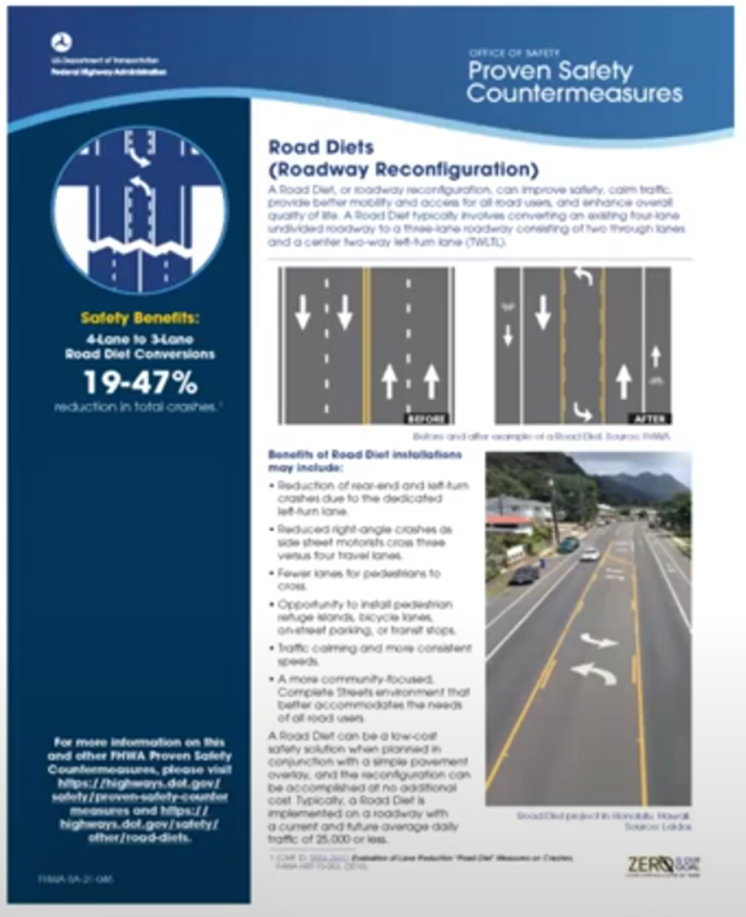 U.S. Department of Transportation
Federal Highway Administration
OFFICE OF SAFETY
Proven Safety
Countermeasures
Road Diets
(Roadway Reconfiguration)
A Road Diet, or roadway reconfiguration, can improve safety, calm traffic,
provide better mobility and access for all road users, and enhance overall
quality of life. A Road Diet typically involves converting an existing four-lane
undivided roadway to a three-lane roadway consisting of two through lanes
and a center two-way left-turn lane (TWLTL).
Safety Benefits:
4-Lane to 3-Lane
Road Diet Conversions
19-47%
reduction in total crashes.¹
BEFORE
AFTER
Before and after example of a Road Diet. Source: FHWA
Benefits of Road Diet installations
may include:
• Reduction of rear-end and left-turn
crashes due to the dedicated
left-turn lane.
• Reduced right-angle crashes as
side street motorists cross three
versus four travel lanes.
• Fewer lanes for pedestrians to
cross.
• Opportunity to install pedestrian
refuge islands, bicycle lanes,
on-street parking, or transit stops.
• Traffic calming and more consistent
speeds.
• A more community-focused,
Complete Streets environment that
better accommodates the needs
of all road users.
A Road Diet can be a low-cost
safety solution when planned in
conjunction with a simple pavement
overlay, and the reconfiguration can
be accomplished at no additional
cost. Typically, a Road Diet is
implemented on a roadway with
a current and future average daily
traffic of 25,000 or less.
Road Diet project in Honolulu, Hawaii.
Source: Leidos
For more information on this
and other FHWA Proven Safety
Countermeasures, please visit
https://highways.dot.gov/
safety/proven-safety-counter
measures and https://
highways.dot.gov/safety/
other/road-diets.
Evaluation of Lane Reduction "Road Diet" Measures on Crashes,
FHWA-SA-21-046
ZERO IS OUR
GOAL